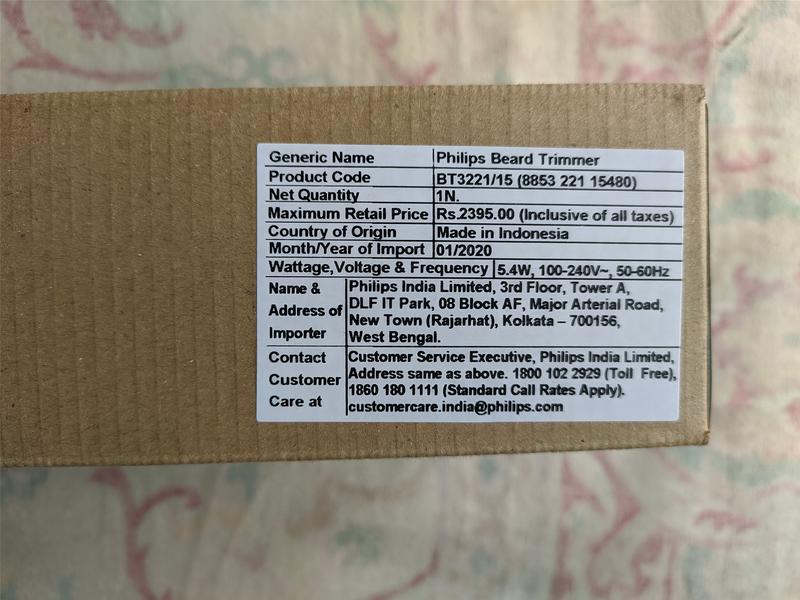 Generic Name Philips Beard Trimmer
Product Code BT3221/15 (8853 221 15480)
Net Quantity 1N.
Maximum Retail Price Rs.2395.00 (Inclusive of all taxes)
Country of Origin Made in Indonesia
Month/Year of Import 01/2020
Wattage,Voltage & Frequency 5.4W, 100-240V~, 50-60Hz
Name & Address of Importer
Philips India Limited, 3rd Floor, Tower A,
DLF IT Park, 08 Block AF, Major Arterial Road,
New Town (Rajarhat), Kolkata – 700156,
West Bengal.
Contact Customer Care at
Customer Service Executive, Philips India Limited,
Address same as above. 1800 102 2929 (Toll Free),
1860 180 1111 (Standard Call Rates Apply).
customercare.india@philips.com